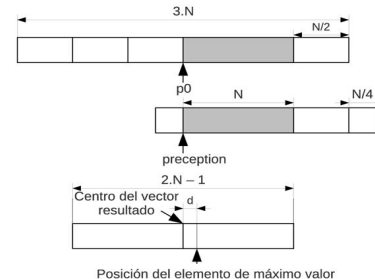 3.N
N/2
p0
N
N/4
preception
2.N – 1
Centro del vector
resultado
d
Posición del elemento de máximo valor